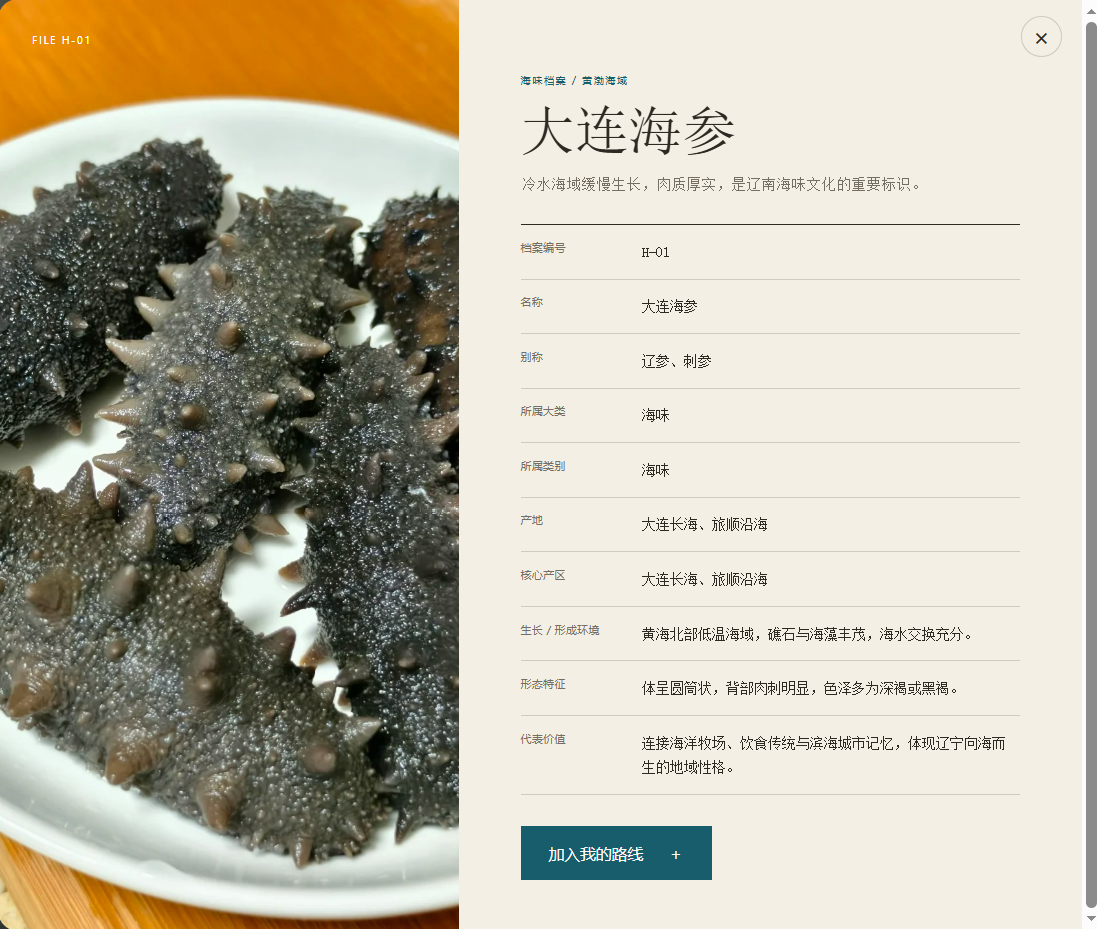 FILE H-01
海味档案 / 黄渤海域
大连海参
冷水海域缓慢生长，肉质厚实，是辽南海味文化的重要标识。
档案编号 H-01
名称 大连海参
别称 辽参、刺参
所属大类 海味
所属类别 海味
产地 大连长海、旅顺沿海
核心产区 大连长海、旅顺沿海
生长 / 形成环境 黄海北部低温海域，礁石与海藻丰茂，海水交换充分。
形态特征 体呈圆筒状，背部肉刺明显，色泽多为深褐或黑褐。
代表价值 连接海洋牧场、饮食传统与滨海城市记忆，体现辽宁向海而
生的地域性格。
加入我的路线 +